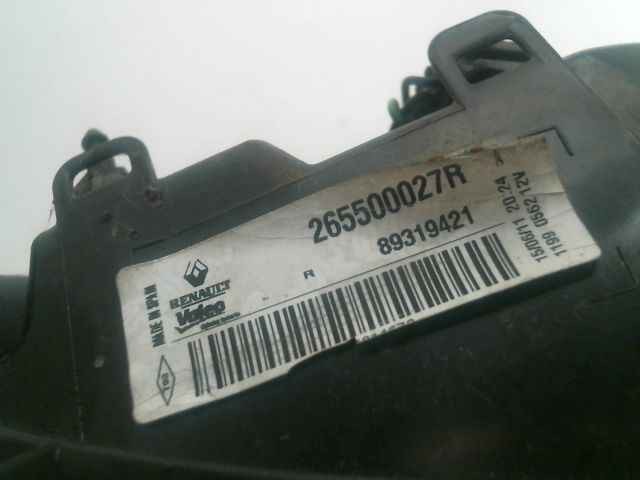 265500027R
89319421
R
1199 0562 12V
15/06/11 20:24
MADE IN SPAIN
RENAULT
Valeo